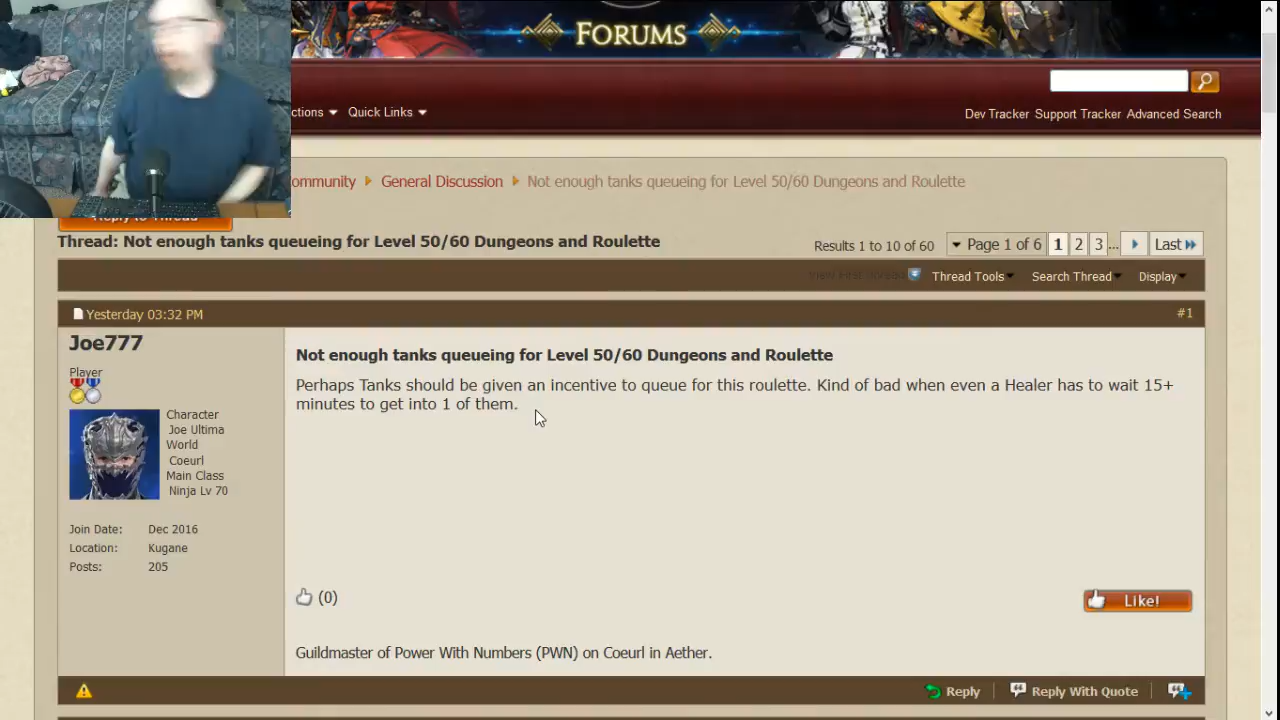 FORUMS
ctions Quick Links
Dev Tracker Support Tracker Advanced Search
ommunity General Discussion Not enough tanks queueing for Level 50/60 Dungeons and Roulette
Reply to Thread
Thread: Not enough tanks queueing for Level 50/60 Dungeons and Roulette
Results 1 to 10 of 60 Page 1 of 6 1 2 3 ... Last
Thread Tools Search Thread Display
Yesterday 03:32 PM #1
Joe777
Player
Character
Joe Ultima
World
Coeurl
Main Class
Ninja Lv 70
Join Date: Dec 2016
Location: Kugane
Posts: 205
Not enough tanks queueing for Level 50/60 Dungeons and Roulette
Perhaps Tanks should be given an incentive to queue for this roulette. Kind of bad when even a Healer has to wait 15+
minutes to get into 1 of them.
(0)
Like!
Guildmaster of Power With Numbers (PWN) on Coeurl in Aether.
Reply Reply With Quote